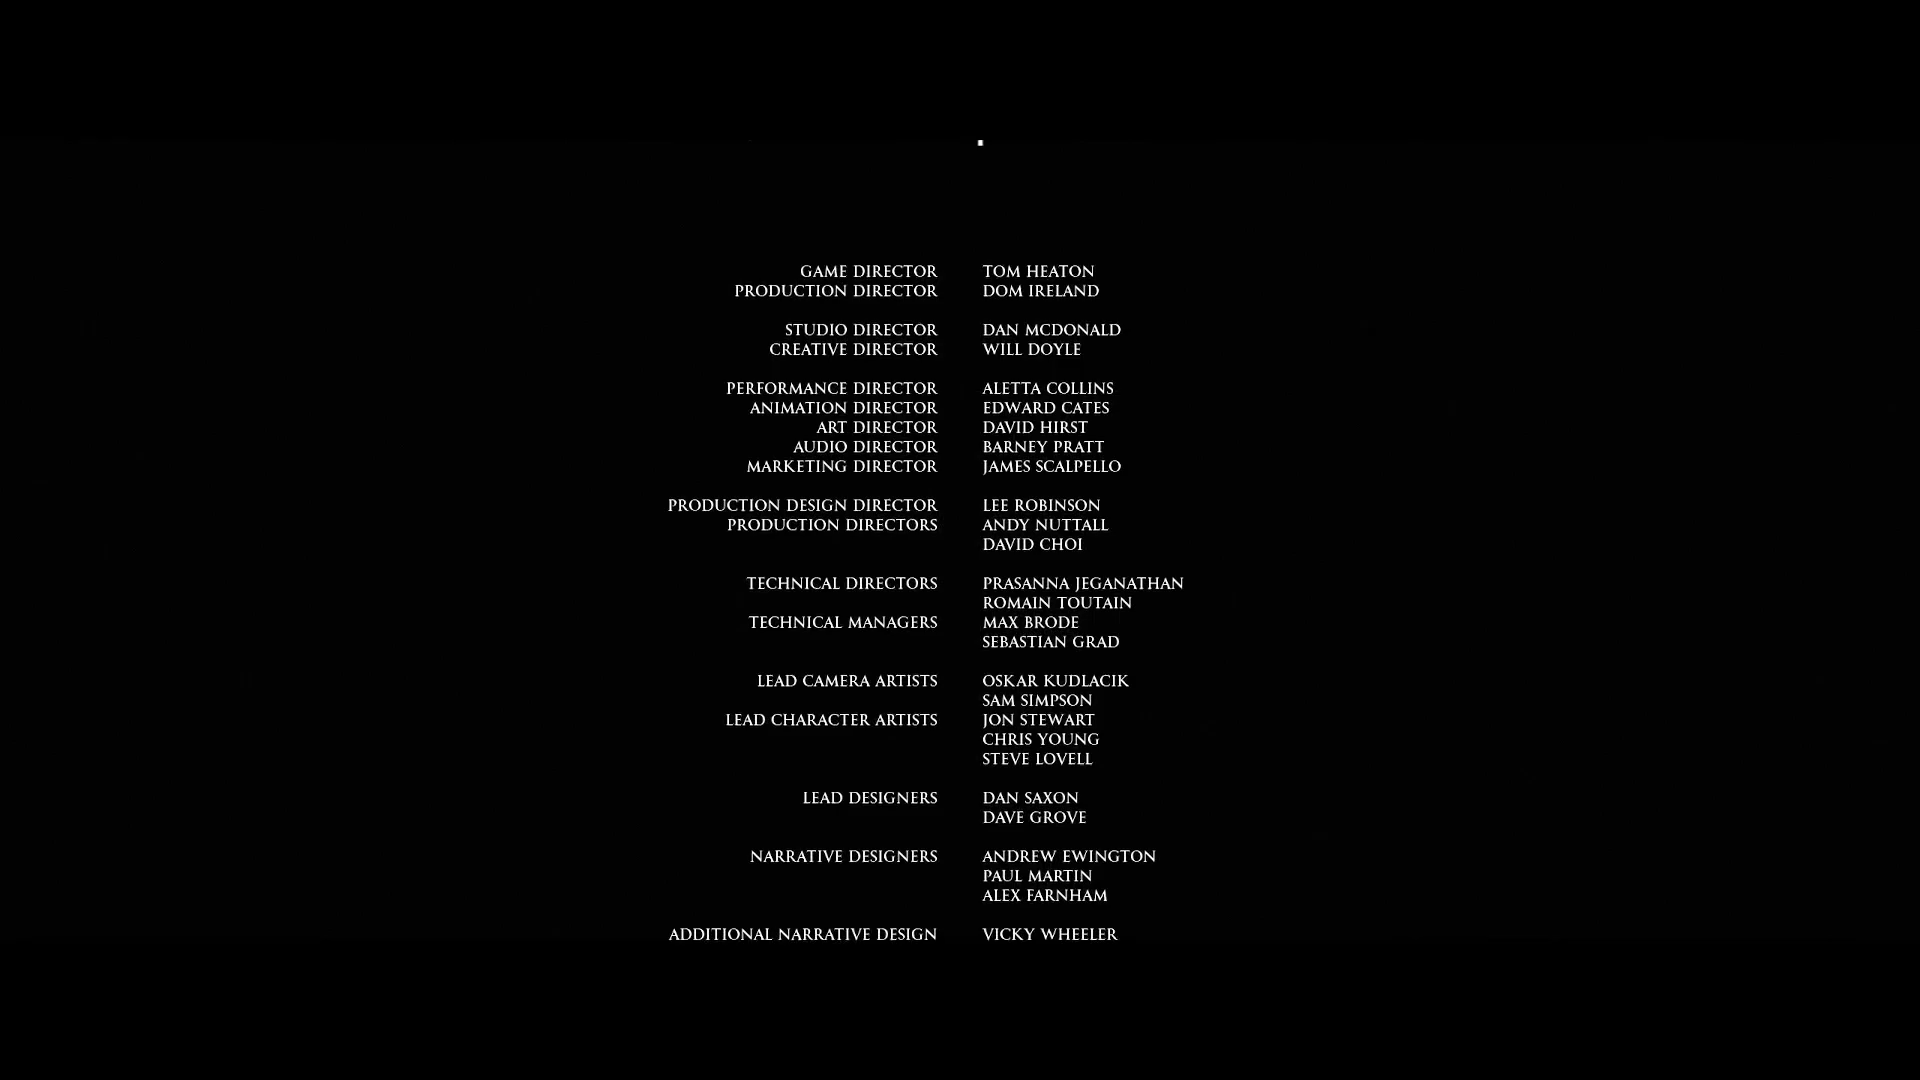 GAME DIRECTOR TOM HEATON
PRODUCTION DIRECTOR DOM IRELAND
STUDIO DIRECTOR DAN MCDONALD
CREATIVE DIRECTOR WILL DOYLE
PERFORMANCE DIRECTOR ALETTA COLLINS
ANIMATION DIRECTOR EDWARD CATES
ART DIRECTOR DAVID HIRST
AUDIO DIRECTOR BARNEY PRATT
MARKETING DIRECTOR JAMES SCALPELLO
PRODUCTION DESIGN DIRECTOR LEE ROBINSON
PRODUCTION DIRECTORS ANDY NUTTALL
DAVID CHOI
TECHNICAL DIRECTORS PRASANNA JEGANATHAN
ROMAIN TOUTAIN
TECHNICAL MANAGERS MAX BRODE
SEBASTIAN GRAD
LEAD CAMERA ARTISTS OSKAR KUDLACIK
SAM SIMPSON
LEAD CHARACTER ARTISTS JON STEWART
CHRIS YOUNG
STEVE LOVELL
LEAD DESIGNERS DAN SAXON
DAVE GROVE
NARRATIVE DESIGNERS ANDREW EWINGTON
PAUL MARTIN
ALEX FARNHAM
ADDITIONAL NARRATIVE DESIGN VICKY WHEELER